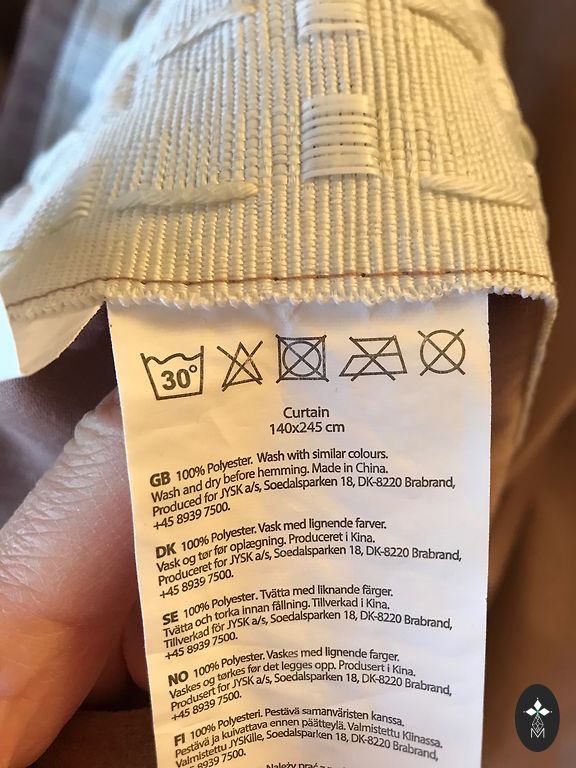 30°
Curtain
140x245 cm
GB 100% Polyester. Wash with similar colours.
Wash and dry before hemming. Made in China.
Produced for JYSK a/s, Soedalsparken 18, DK-8220 Brabrand,
+45 8939 7500.
DK 100% Polyester. Vask med lignende farver.
Vask og tør før oplægning. Produceret i Kina.
Produceret for JYSK a/s, Soedalsparken 18, DK-8220 Brabrand,
+45 8939 7500.
SE 100% Polyester. Tvätta med liknande färger.
Tvätta och torka innan fållning. Tillverkad i Kina.
Tillverkad för JYSK a/s, Soedalsparken 18, DK-8220 Brabrand,
+45 8939 7500.
NO 100% Polyester. Vaskes med lignende farger.
Vaskes og tørkes før det legges opp. Produsert i Kina.
Produsert for JYSK a/s, Soedalsparken 18, DK-8220 Brabrand,
+45 8939 7500.
FI 100% Polyesteri. Pestävä samanväristen kanssa.
Pestävä ja kuivattava ennen päätteylä. Valmistettu Kiinassa.
Valmistettu JYSKille, Soedalsparken 18, DK-8220 Brabrand,
+45 8939 7500.
Należy prać z
M